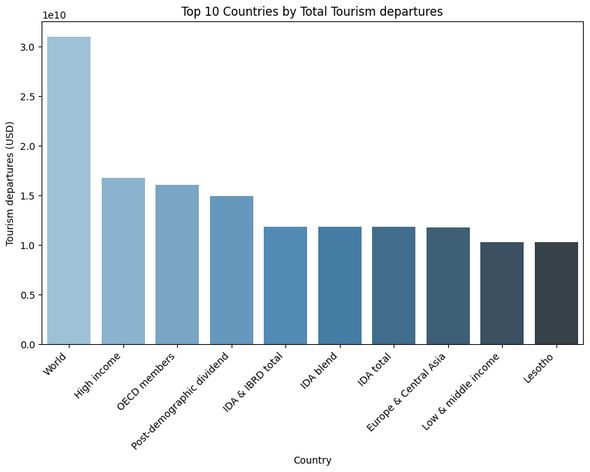 Top 10 Countries by Total Tourism departures
1e10
3.0
2.5
2.0
1.5
1.0
0.5
0.0
Tourism departures (USD)
World
High income
OECD members
Post-demographic dividend
IDA & IBRD total
IDA blend
IDA total
Europe & Central Asia
Low & middle income
Lesotho
Country